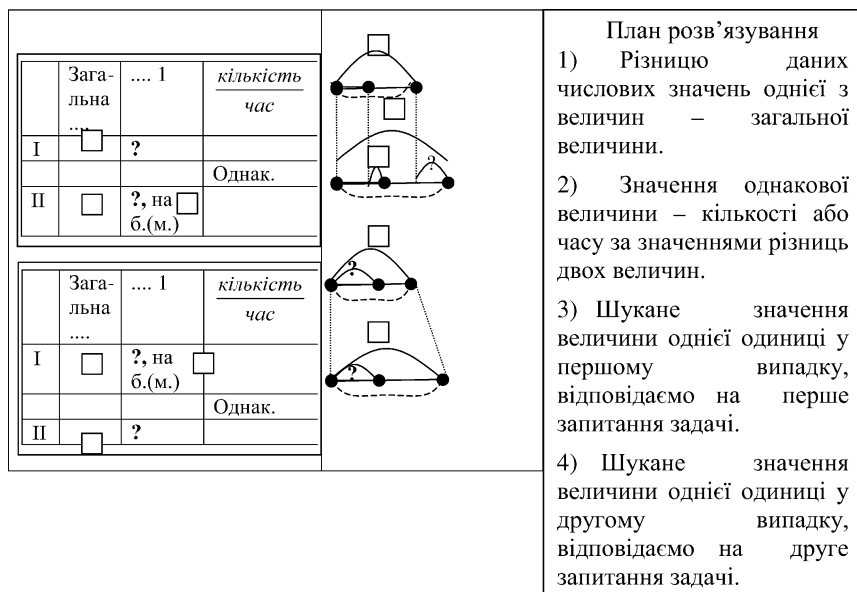 Зага-
льна
....
.... 1
кількість
час
I
?
Однак.
II
?, на
б.(м.)
Зага-
льна
....
.... 1
кількість
час
I
?, на
б.(м.)
Однак.
II
?
?
?
?
План розв’язування
1) Різницю даних
числових значень однієї з
величин – загальної
величини.
2) Значення однакової
величини – кількості або
часу за значеннями різниць
двох величин.
3) Шукане значення
величини однієї одиниці у
першому випадку,
відповідаємо на перше
запитання задачі.
4) Шукане значення
величини однієї одиниці у
другому випадку,
відповідаємо на друге
запитання задачі.